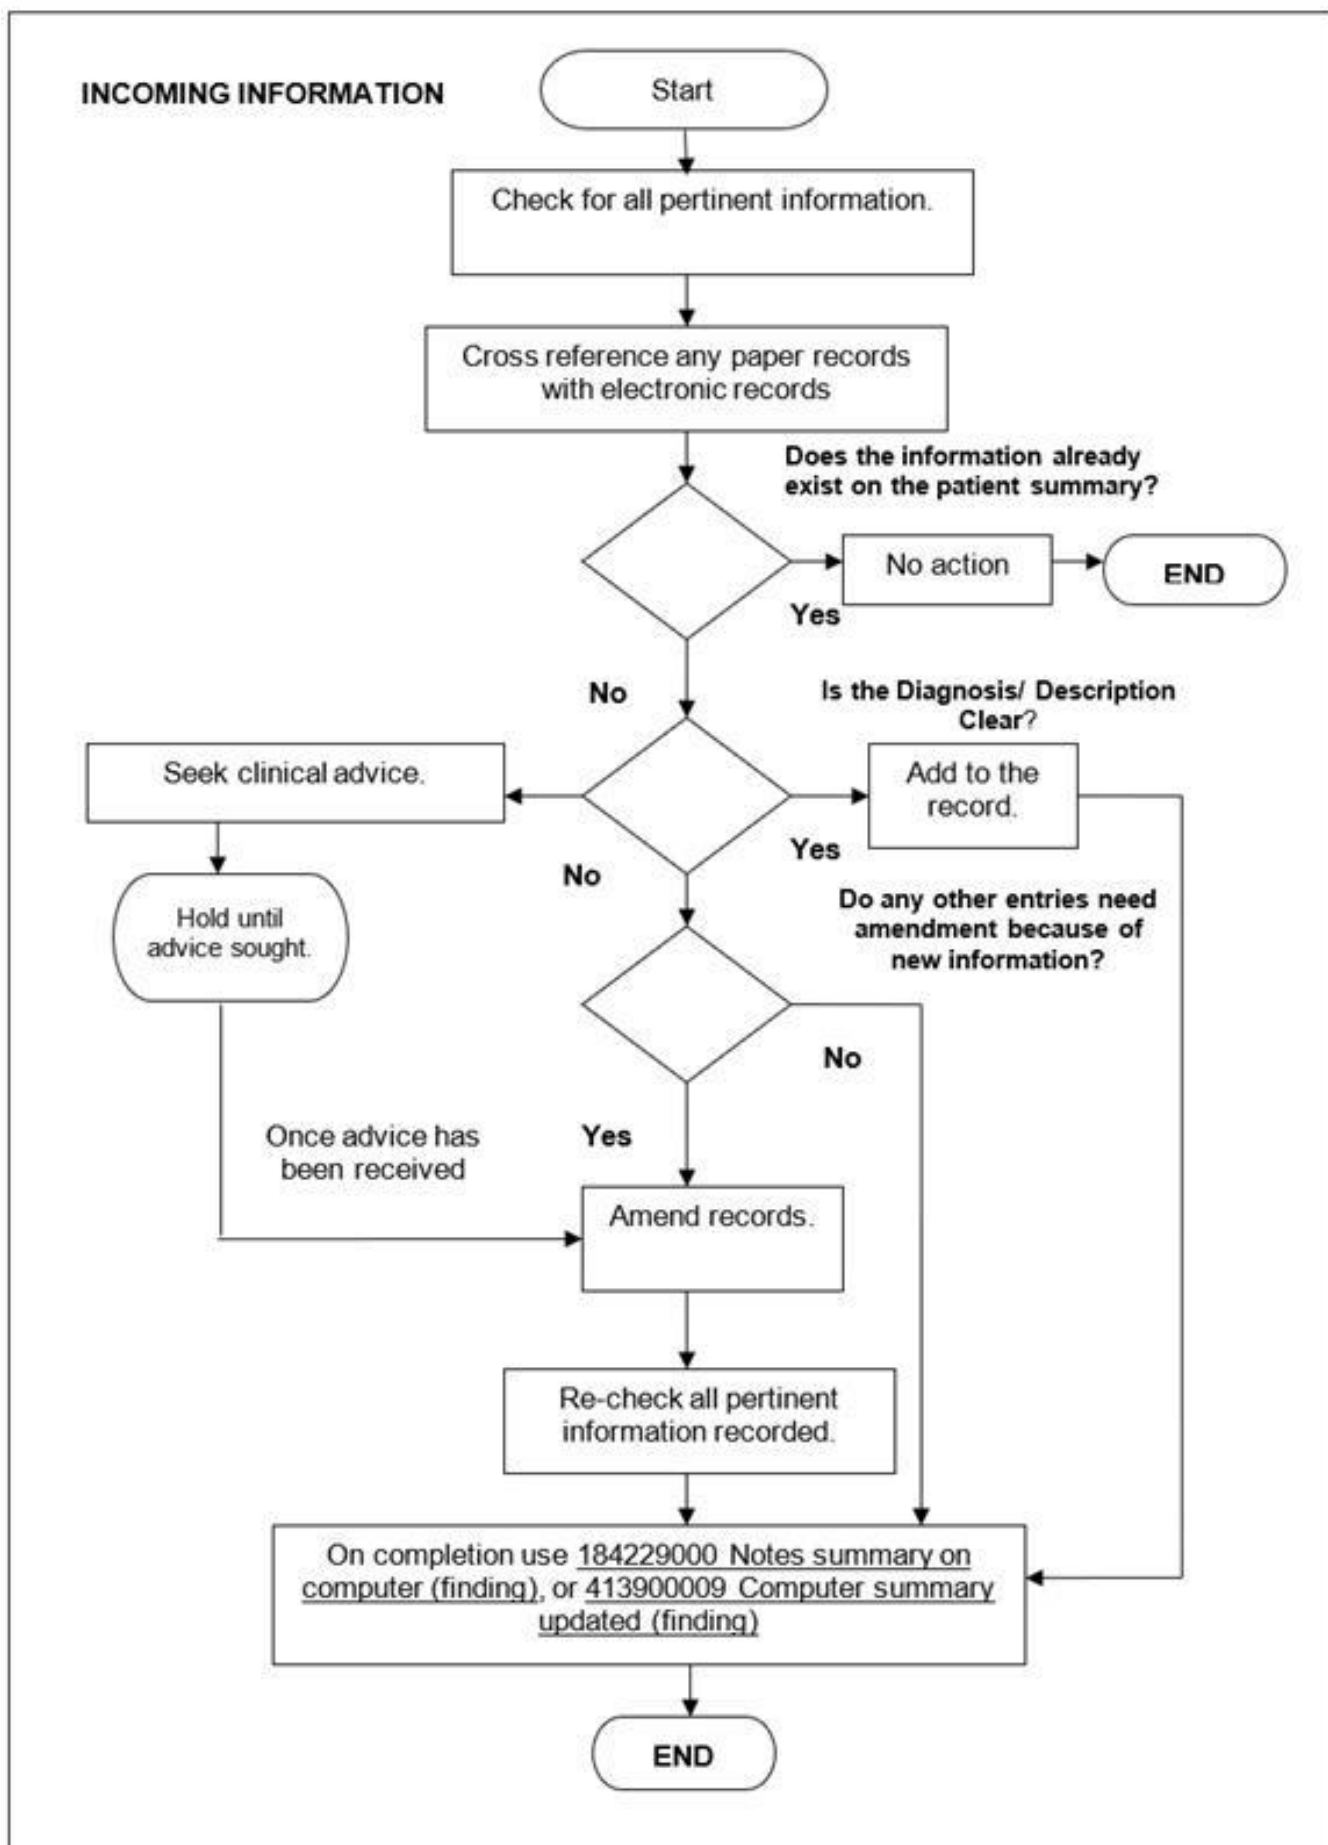 INCOMING INFORMATION
Start
Check for all pertinent information.
Cross reference any paper records
with electronic records
Does the information already
exist on the patient summary?
No action
END
Yes
No
Is the Diagnosis/ Description
Clear?
Seek clinical advice.
Add to the
record.
Yes
No
Do any other entries need
amendment because of
new information?
Hold until
advice sought.
No
Once advice has
been received
Yes
Amend records.
Re-check all pertinent
information recorded.
On completion use 184229000 Notes summary on
computer (finding), or 413900009 Computer summary
updated (finding)
END